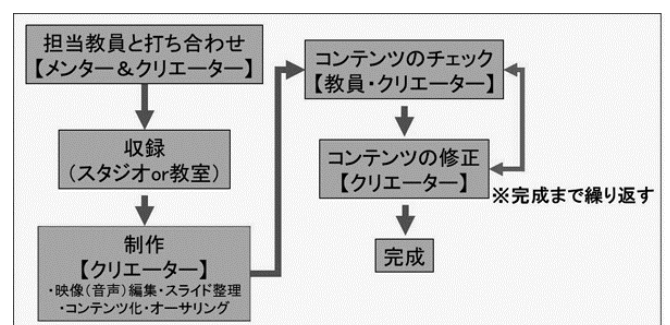 担当教員と打ち合わせ
【メンター＆クリエーター】
収録
（スタジオor教室）
制作
【クリエーター】
・映像（音声）編集・スライド整理
・コンテンツ化・オーサリング
コンテンツのチェック
【教員・クリエーター】
コンテンツの修正
【クリエーター】
※完成まで繰り返す
完成